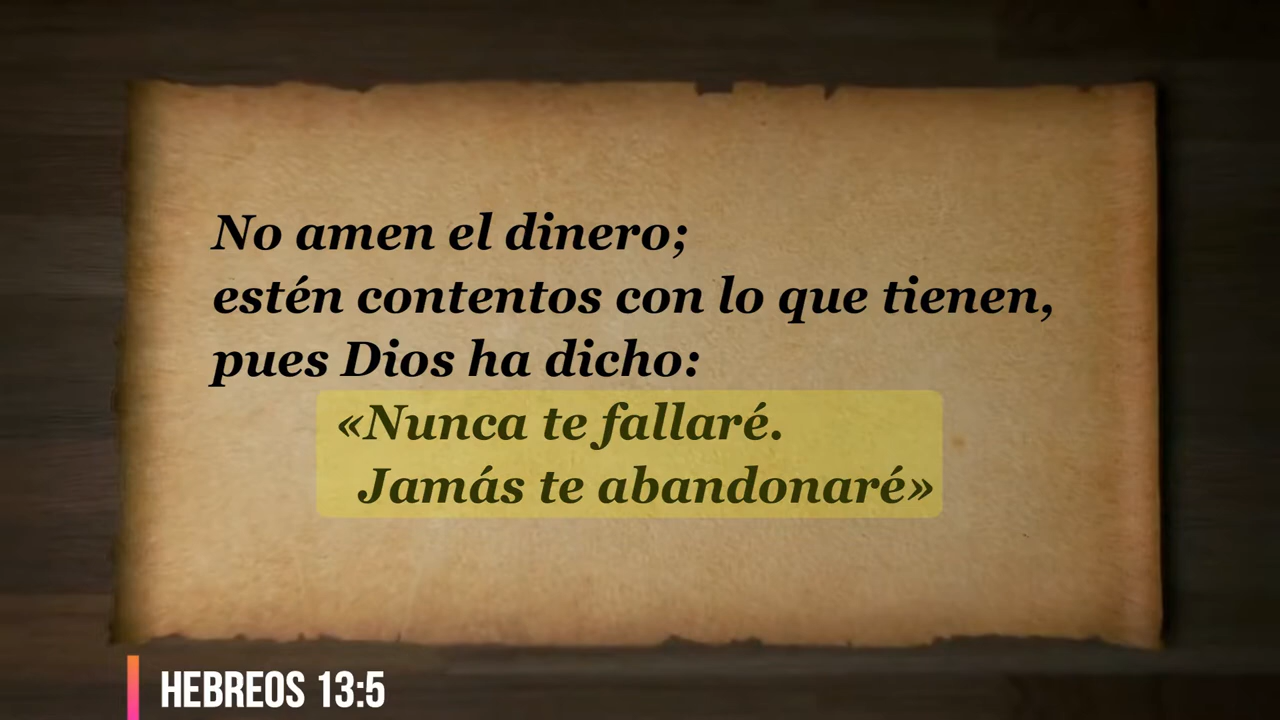 No amen el dinero;
estén contentos con lo que tienen,
pues Dios ha dicho:
«Nunca te fallaré.
Jamás te abandonaré»
HEBREOS 13:5